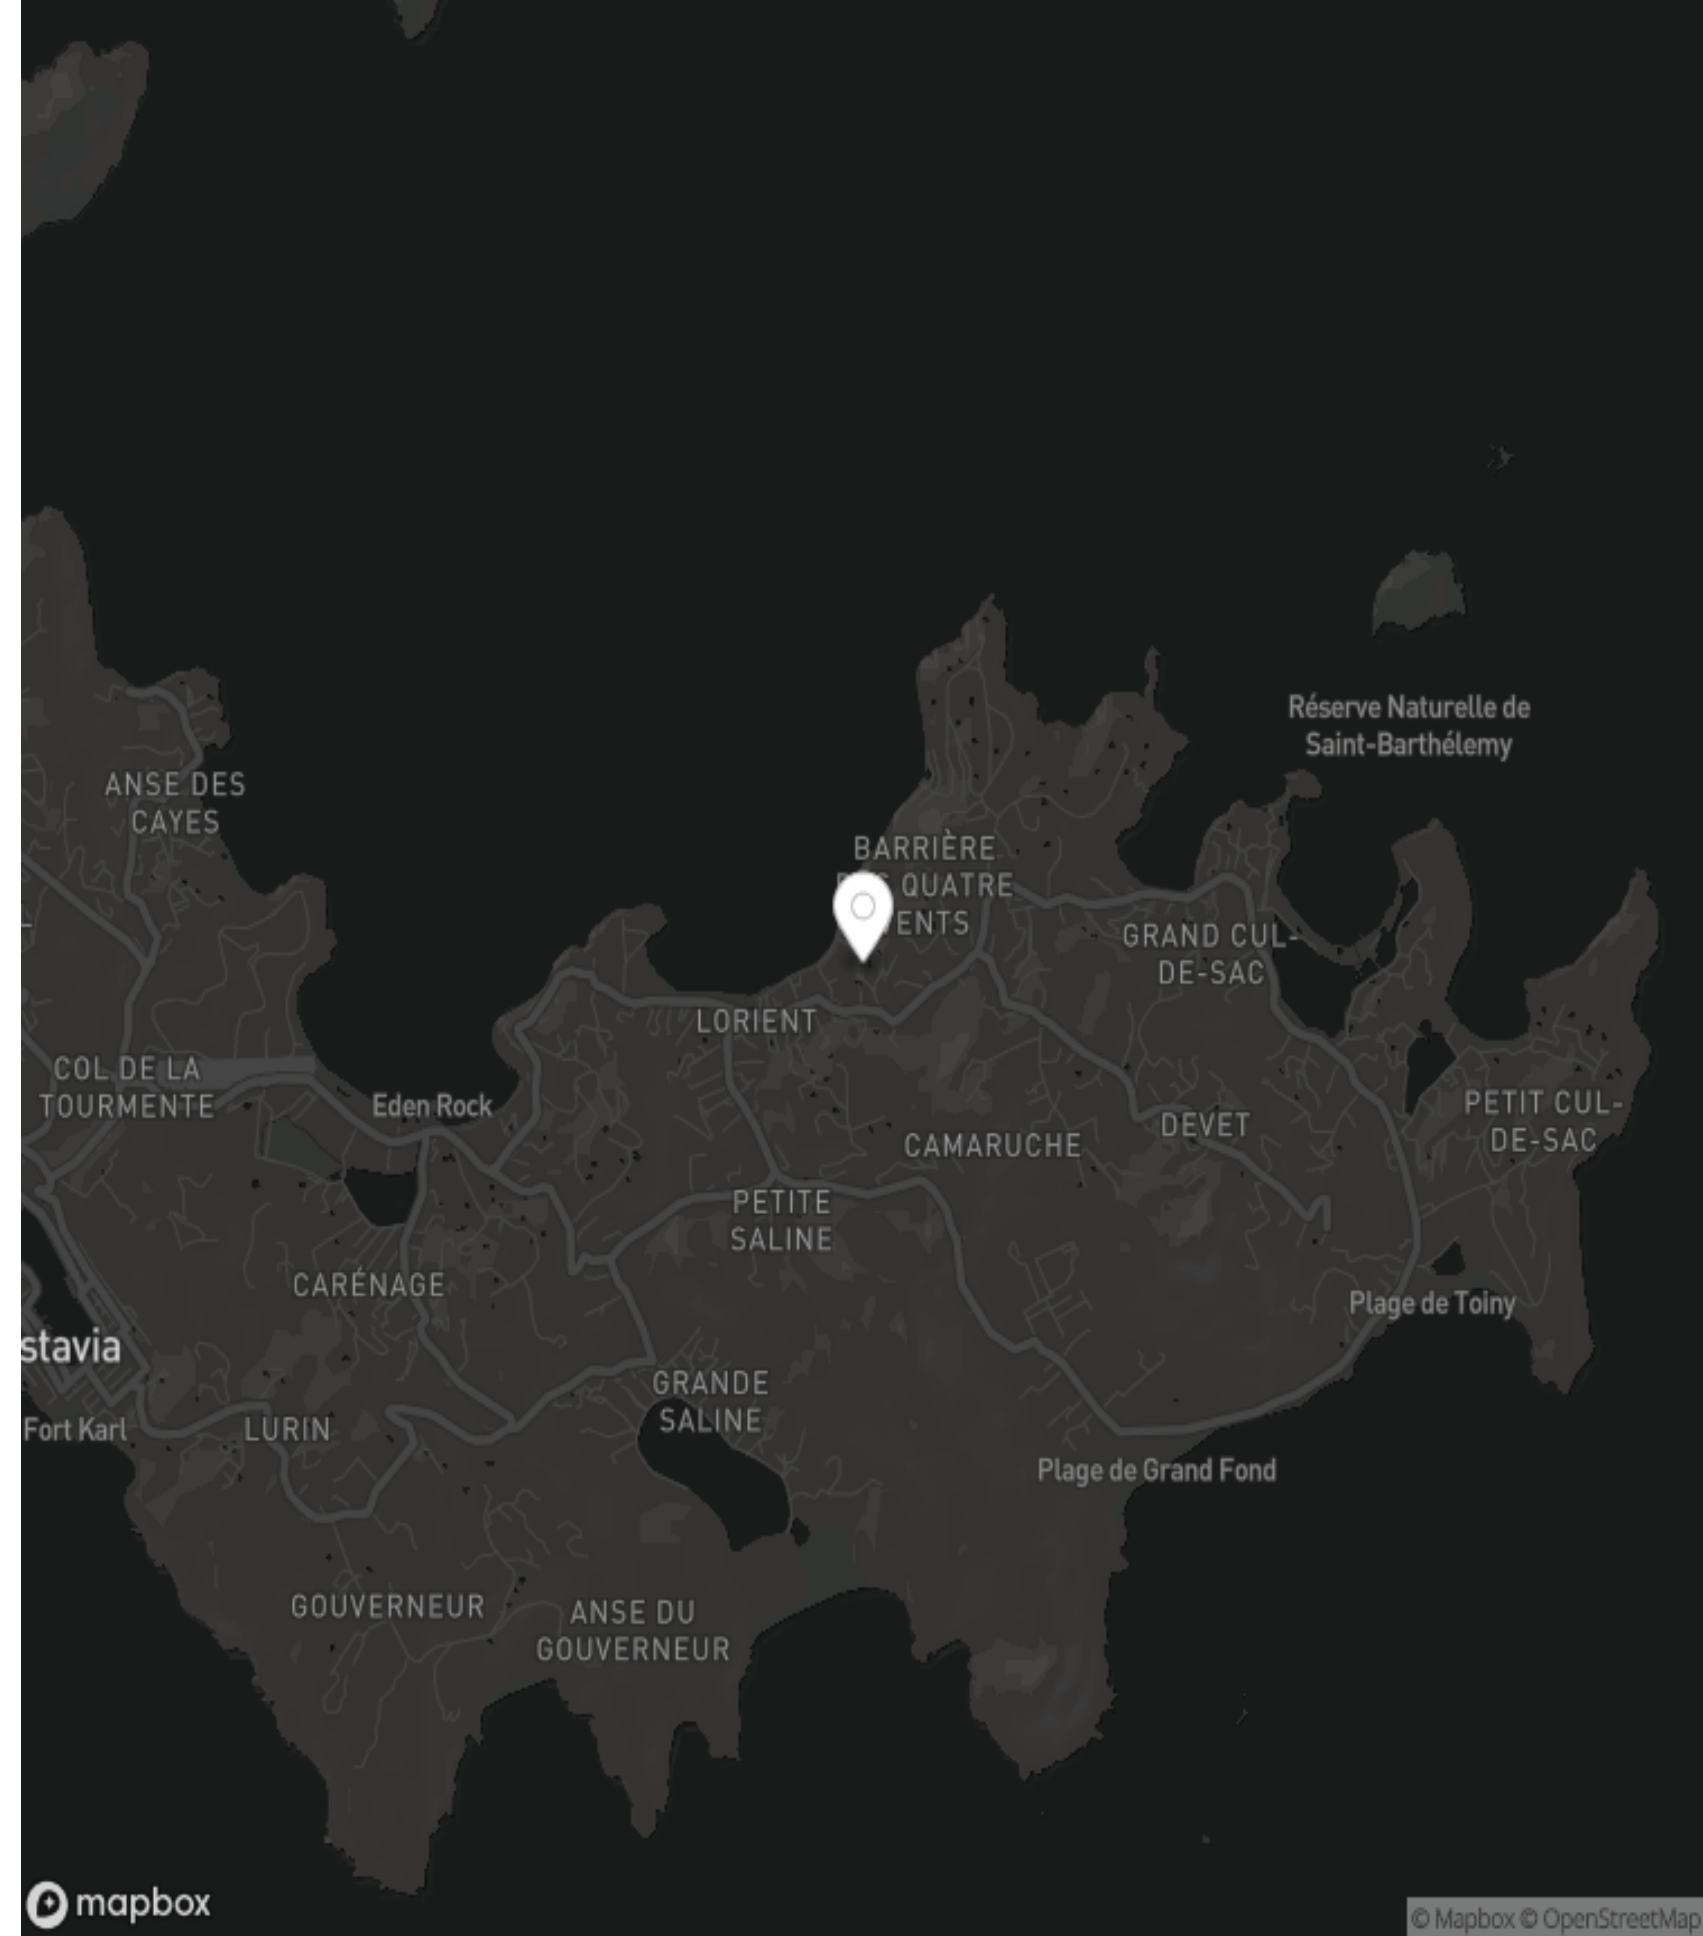 Réserve Naturelle de
Saint-Barthélemy
ANSE DES
CAYES
BARRIÈRE
QUATRE
ENTS
GRAND CUL-
DE-SAC
LORIENT
COL DE LA
TOURMENTE
Eden Rock
PETIT CUL-
DE-SAC
DEVET
CAMARUCHE
PETITE
SALINE
CARÉNAGE
Plage de Toiny
stavia
GRANDE
SALINE
Fort Karl
LURIN
Plage de Grand Fond
GOUVERNEUR
ANSE DU
GOUVERNEUR
mapbox
© Mapbox © OpenStreetMap